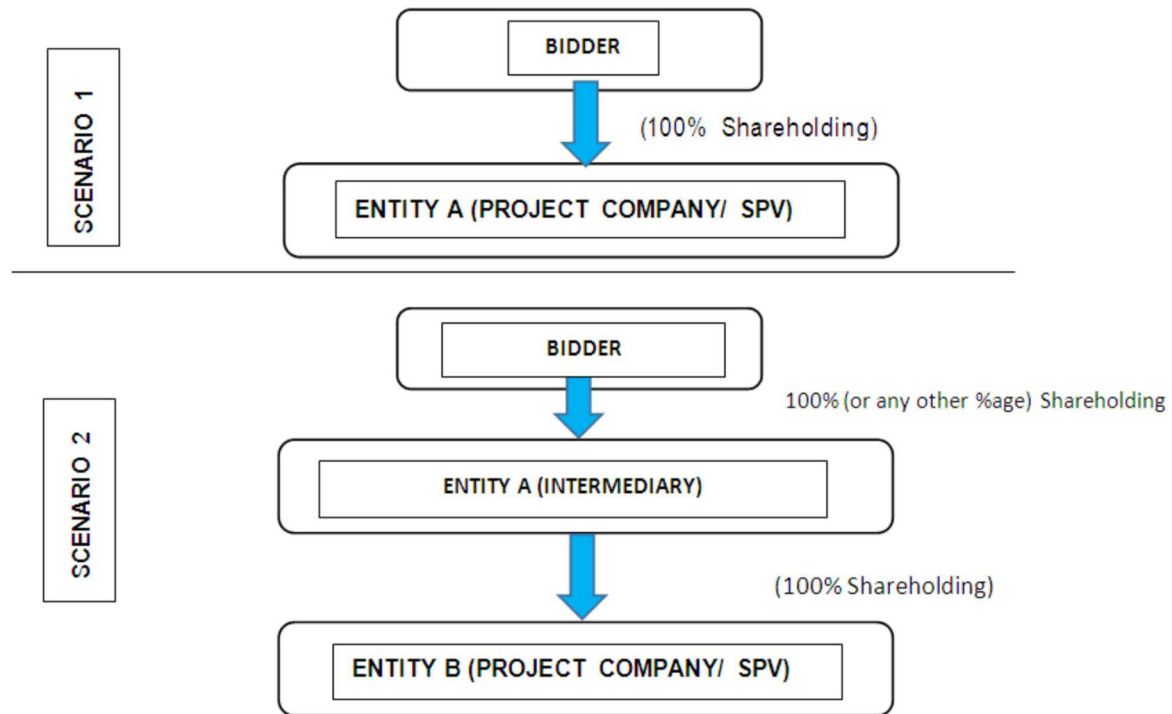 SCENARIO 1
BIDDER
(100% Shareholding)
ENTITY A (PROJECT COMPANY/ SPV)
SCENARIO 2
BIDDER
100% (or any other %age) Shareholding
ENTITY A (INTERMEDIARY)
(100% Shareholding)
ENTITY B (PROJECT COMPANY/ SPV)